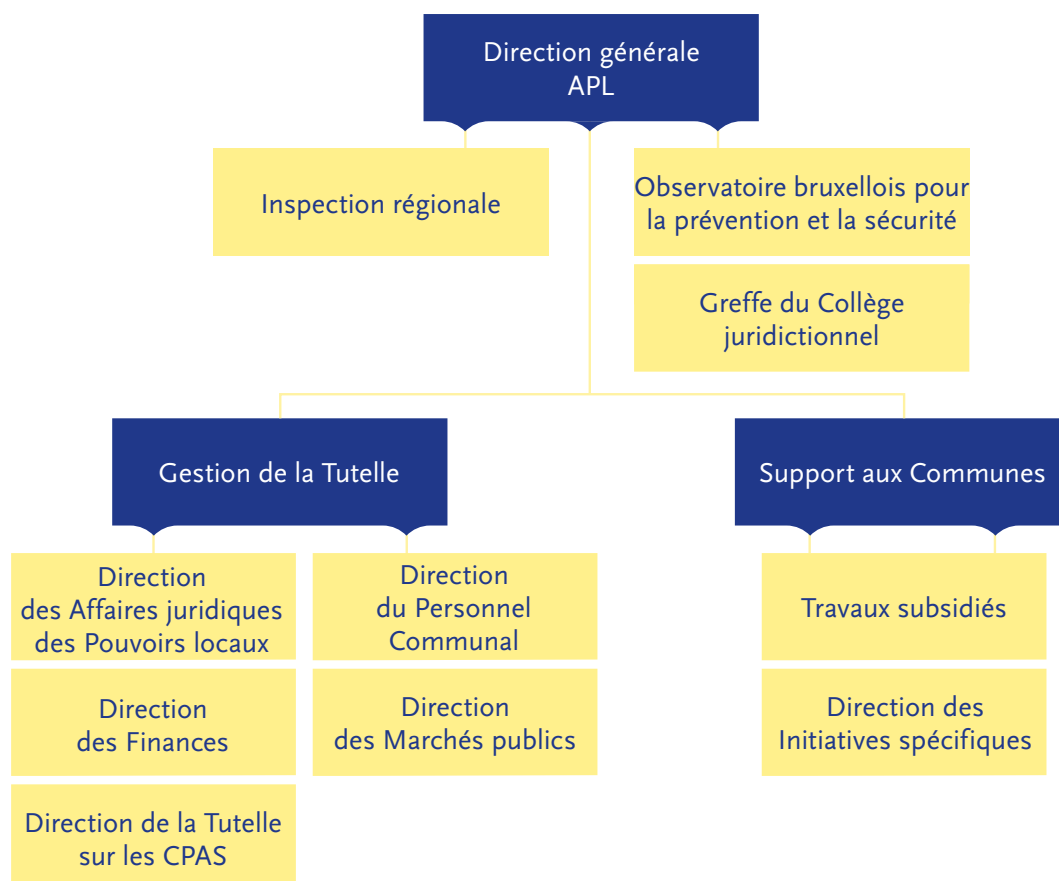 Direction générale
APL
Inspection régionale
Observatoire bruxellois pour
la prévention et la sécurité
Greffe du Collège
juridictionnel
Gestion de la Tutelle
Support aux Communes
Direction
des Affaires juridiques
des Pouvoirs locaux
Direction
du Personnel
Communal
Travaux subsidiés
Direction
des Finances
Direction
des Marchés publics
Direction des
Initiatives spécifiques
Direction de la Tutelle
sur les CPAS